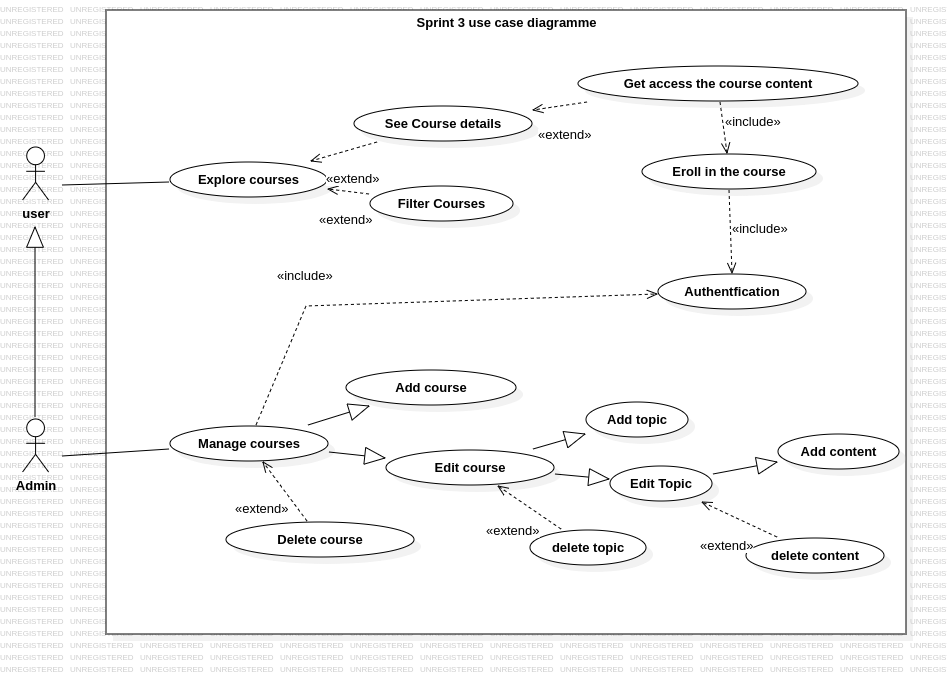 Sprint 3 use case diagramme
Get access the course content
See Course details
«extend»
«include»
Explore courses
«extend»
Eroll in the course
Filter Courses
«extend»
user
«include»
«include»
Authentfication
Add course
Add topic
Manage courses
Edit course
Add content
Edit Topic
Admin
«extend»
Delete course
«extend»
delete topic
«extend»
delete content
UNREGISTERED